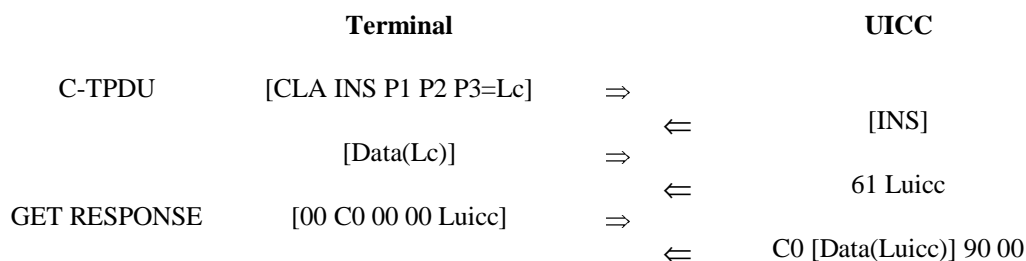 Terminal UICC
C-TPDU [CLA INS P1 P2 P3=Lc] ⇒
⇐ [INS]
[Data(Lc)] ⇒
⇐ 61 Luicc
GET RESPONSE [00 C0 00 00 Luicc] ⇒
⇐ C0 [Data(Luicc)] 90 00